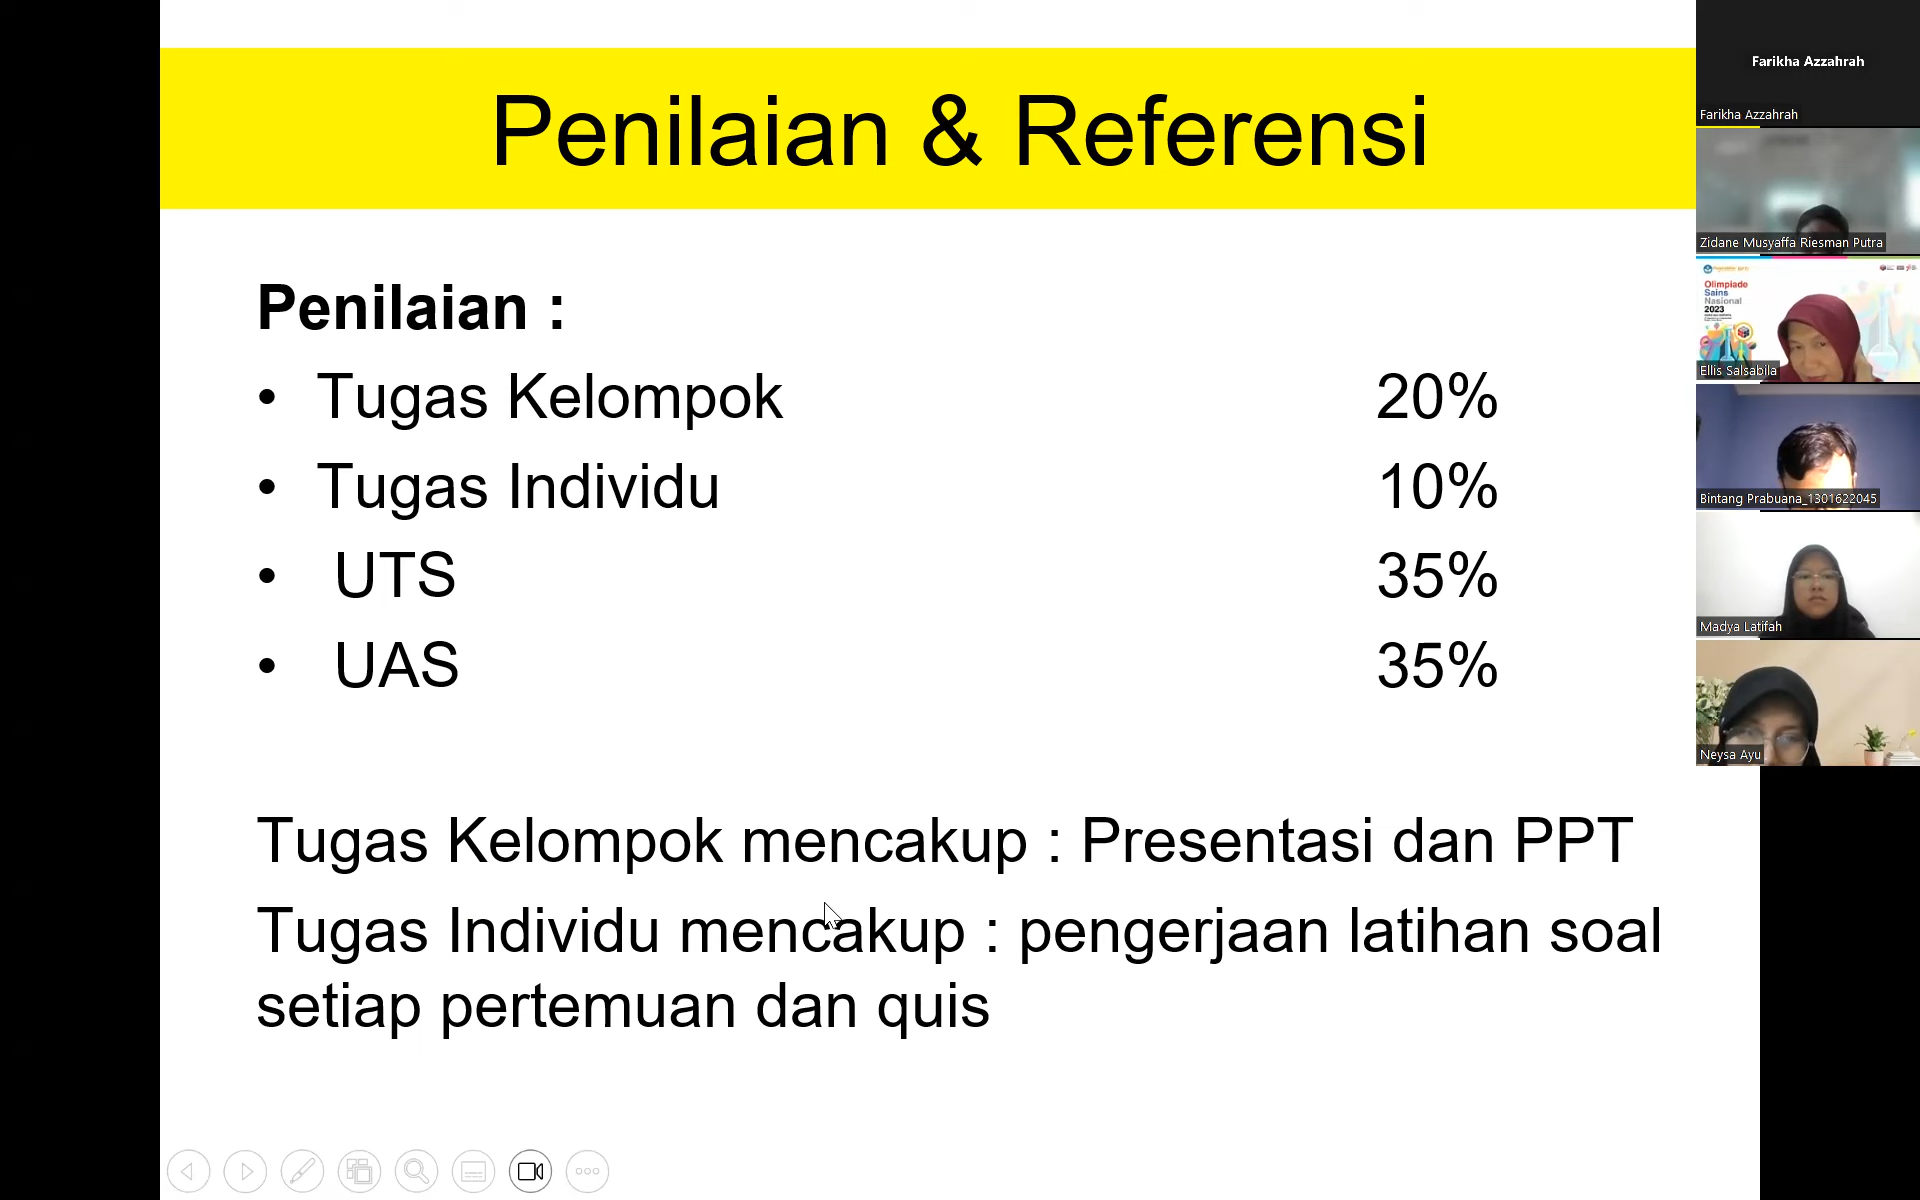 Penilaian & Referensi
Penilaian :
• Tugas Kelompok 20%
• Tugas Individu 10%
• UTS 35%
• UAS 35%
Tugas Kelompok mencakup : Presentasi dan PPT
Tugas Individu mencakup : pengerjaan latihan soal
setiap pertemuan dan quis
Farikha Azzahrah
Farikha Azzahrah
Zidane Musyaffa Riesman Putra
Olimpiade
Sains
Nasional
2023
Ellis Salsabila
Bintang Prabuana_1301622045
Madya Latifah
Neysa Ayu